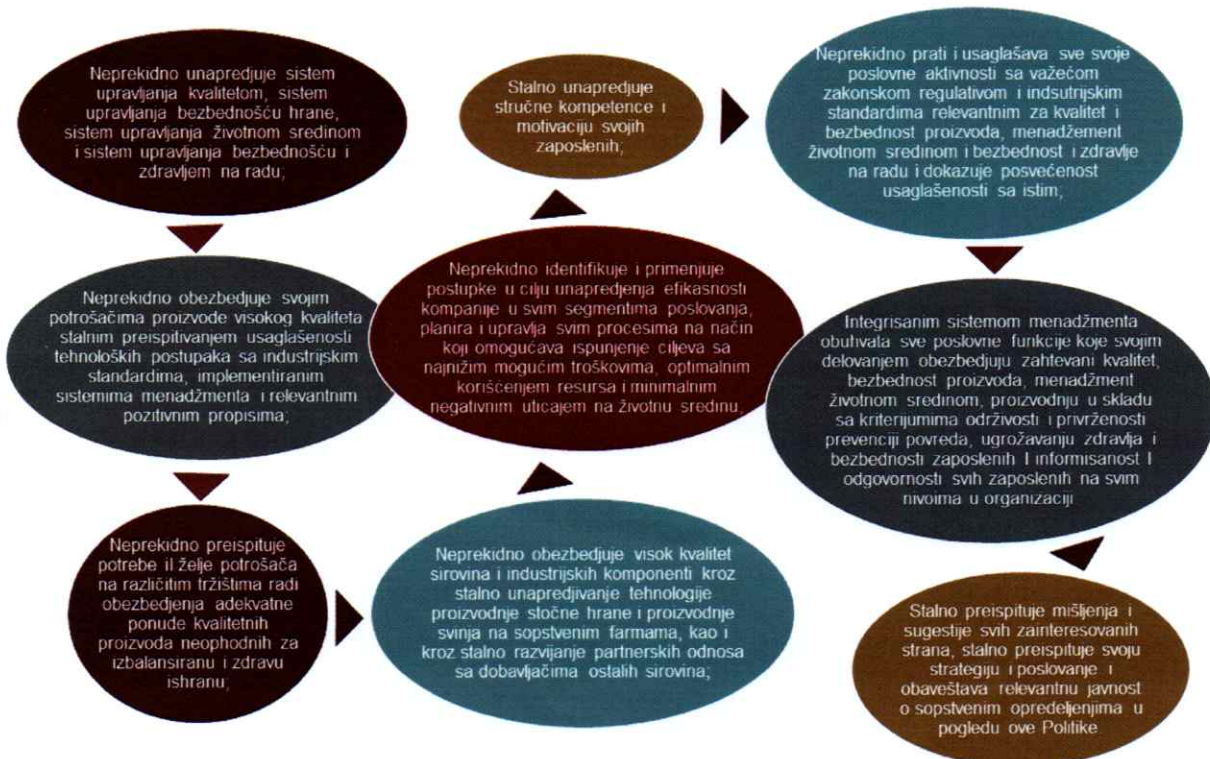 Neprekidno unapredjuje sistem
upravljanja kvalitetom, sistem
upravljanja bezbednošću hrane,
sistem upravljanja životnom sredinom
i sistem upravljanja bezbednošću i
zdravljem na radu;
Neprekidno obezbedjuje svojim
potrošačima proizvode visokog kvaliteta
stalnim preispitivanjem usaglašenosti
tehnoloških postupaka sa industrijskim
standardima, implementiranim
sistemima menadžmenta i relevantnim
pozitivnim propisima;
Neprekidno preispituje
potrebe il želje potrošača
na različitim tržištima radi
obezbedjenja adekvatne
ponude kvalitetnih
proizvoda neophodnih za
izbalansiranu i zdravu
ishranu;
Neprekidno obezbedjuje visok kvalitet
sirovina i industrijskih komponenti kroz
stalno unapredjivanje tehnologije
proizvodnje stočne hrane i proizvodnje
svinja na sopstvenim farmama, kao i
kroz stalno razvijanje partnerskih odnosa
sa dobavljačima ostalih sirovina;
Neprekidno identifikuje i primenjuje
postupke u cilju unapredjenja efikasnosti
kompanije u svim segmentima poslovanja,
planira i upravlja svim procesima na način
koji omogućava ispunjenje ciljeva sa
najnižim mogućim troškovima, optimalnim
korišćenjem resursa i minimalnim
negativnim uticajem na životnu sredinu;
Stalno unapredjuje
stručne kompetence i
motivaciju svojih
zaposlenih;
Neprekidno prati i usaglašava sve svoje
poslovne aktivnosti sa važećom
zakonskom regulativom i indsutrijskim
standardima relevantnim za kvalitet i
bezbednost proizvoda, menadžement
životnom sredinom i bezbednost i zdravlje
na radu i dokazuje posvećenost
usaglašenosti sa istim;
Integrisanim sistemom menadžmenta
obuhvata sve poslovne funkcije koje svojim
delovanjem obezbedjuju zahtevani kvalitet,
bezbednost proizvoda, menadžment
životnom sredinom, proizvodnju u skladu
sa kriterijumima održivosti i privrženosti
prevenciji povreda, ugrožavanju zdravlja i
bezbednosti zaposlenih I informisanost I
odgovornosti svih zaposlenih na svim
nivoima u organizaciji
Stalno preispituje mišljenja i
sugestije svih zainteresovanih
strana, stalno preispituje svoju
strategiju i poslovanje i
obaveštava relevantnu javnost
o sopstvenim opredeljenjima u
pogledu ove Politike